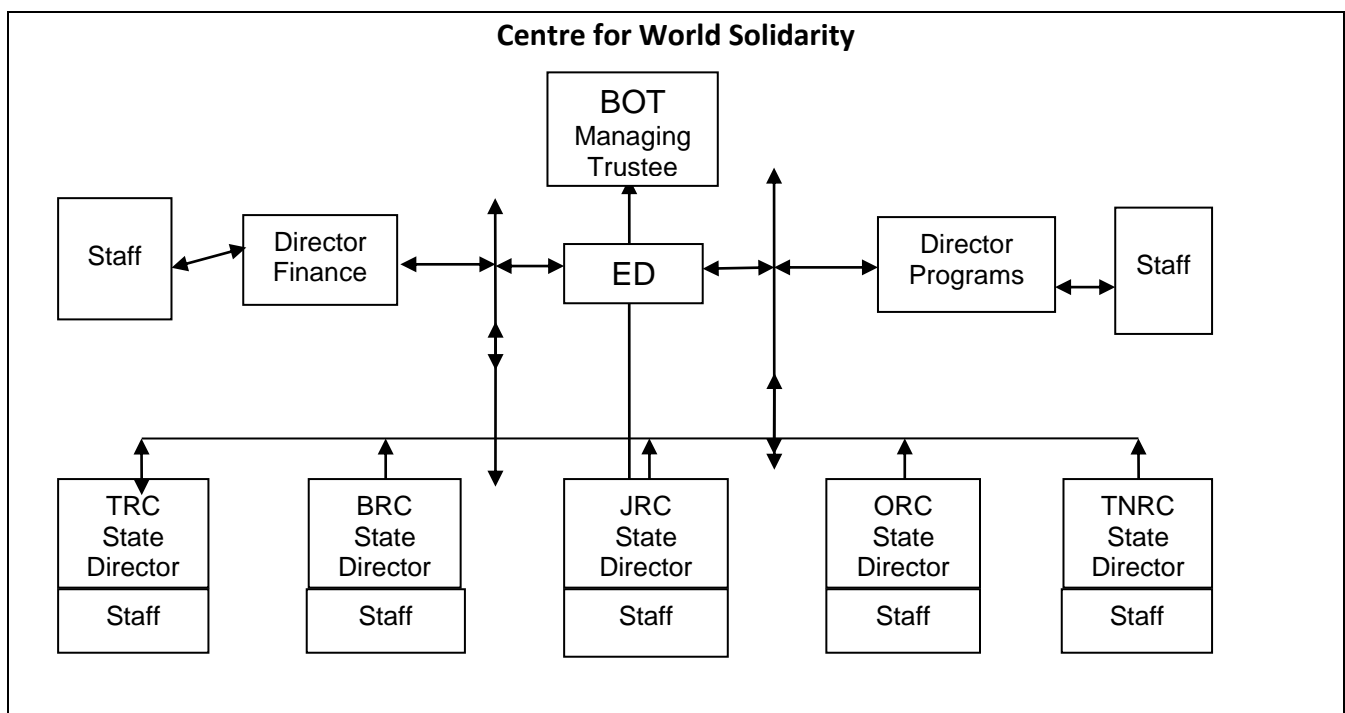 Centre for World Solidarity
BOT
Managing
Trustee
Staff
Director
Finance
ED
Director
Programs
Staff
TRC
State
Director
Staff
BRC
State
Director
Staff
JRC
State
Director
Staff
ORC
State
Director
Staff
TNRC
State
Director
Staff